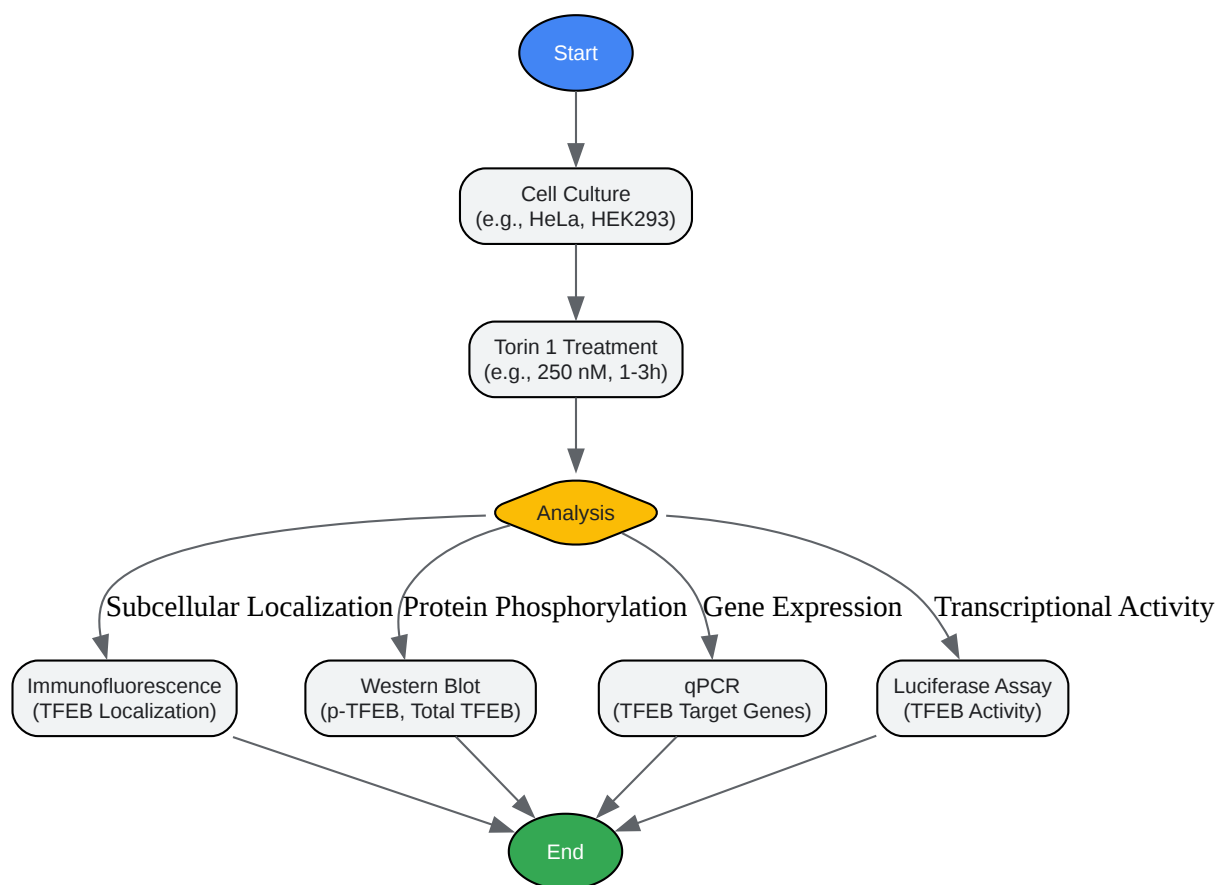 Start
Cell Culture
(e.g., HeLa, HEK293)
Torin 1 Treatment
(e.g., 250 nM, 1-3h)
Analysis
Subcellular Localization
Protein Phosphorylation
Gene Expression
Transcriptional Activity
Immunofluorescence
(TFEB Localization)
Western Blot
(p-TFEB, Total TFEB)
qPCR
(TFEB Target Genes)
Luciferase Assay
(TFEB Activity)
End